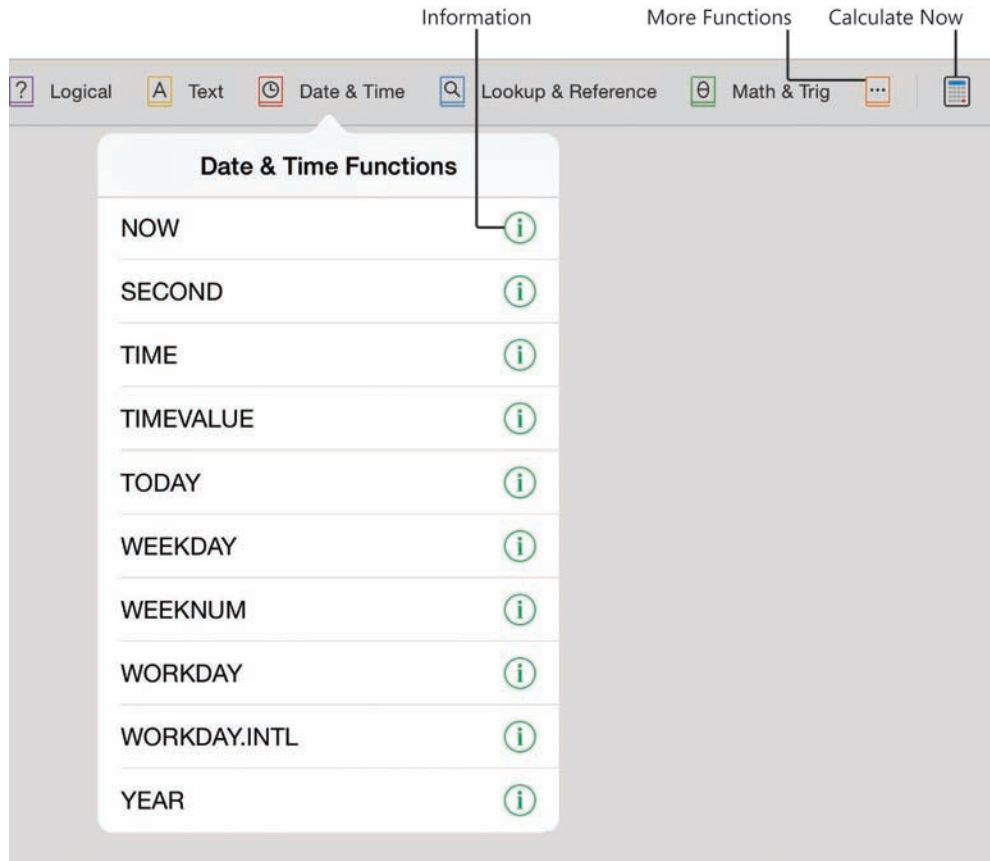 Information More Functions Calculate Now
? Logical A Text Date & Time Lookup & Reference θ Math & Trig ...
Date & Time Functions
NOW i
SECOND i
TIME i
TIMEVALUE i
TODAY i
WEEKDAY i
WEEKNUM i
WORKDAY i
WORKDAY.INTL i
YEAR i